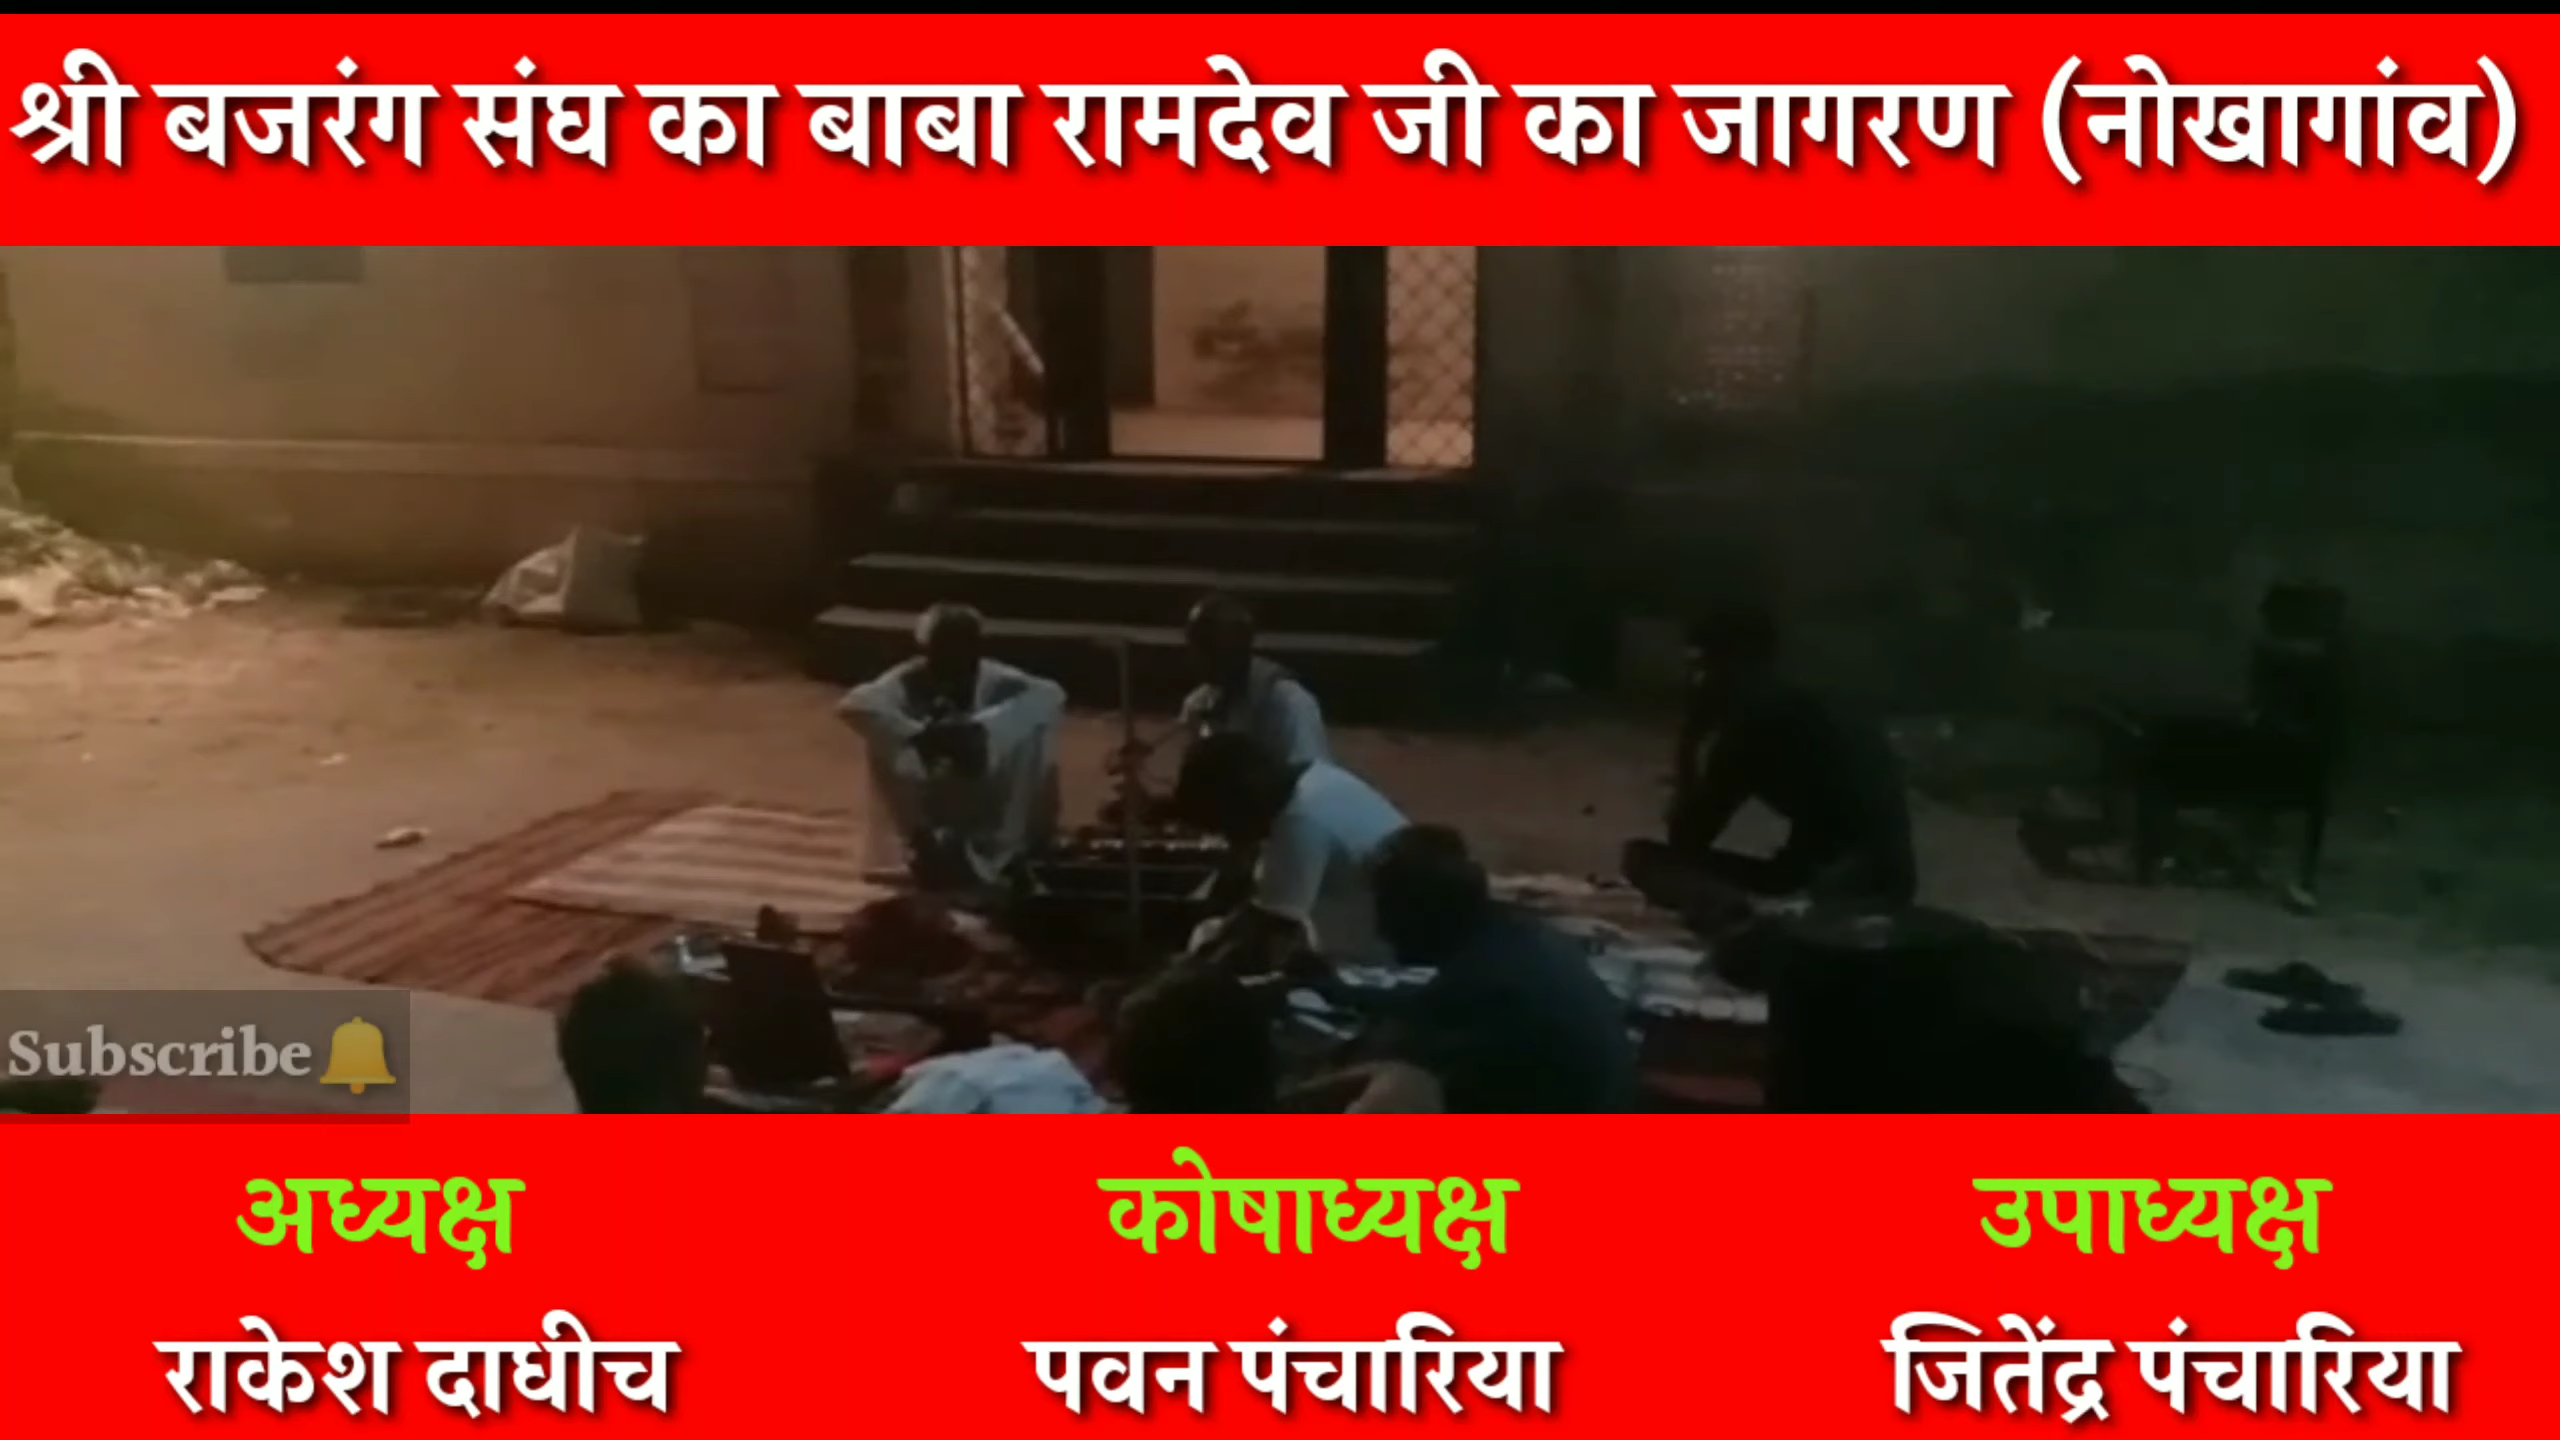 श्री बजरंग संघ का बाबा रामदेव जी का जागरण (नोखागांव)
Subscribe
अध्यक्ष कोषाध्यक्ष उपाध्यक्ष
राकेश दाधीच पवन पंचारिया जितेंद्र पंचारिया